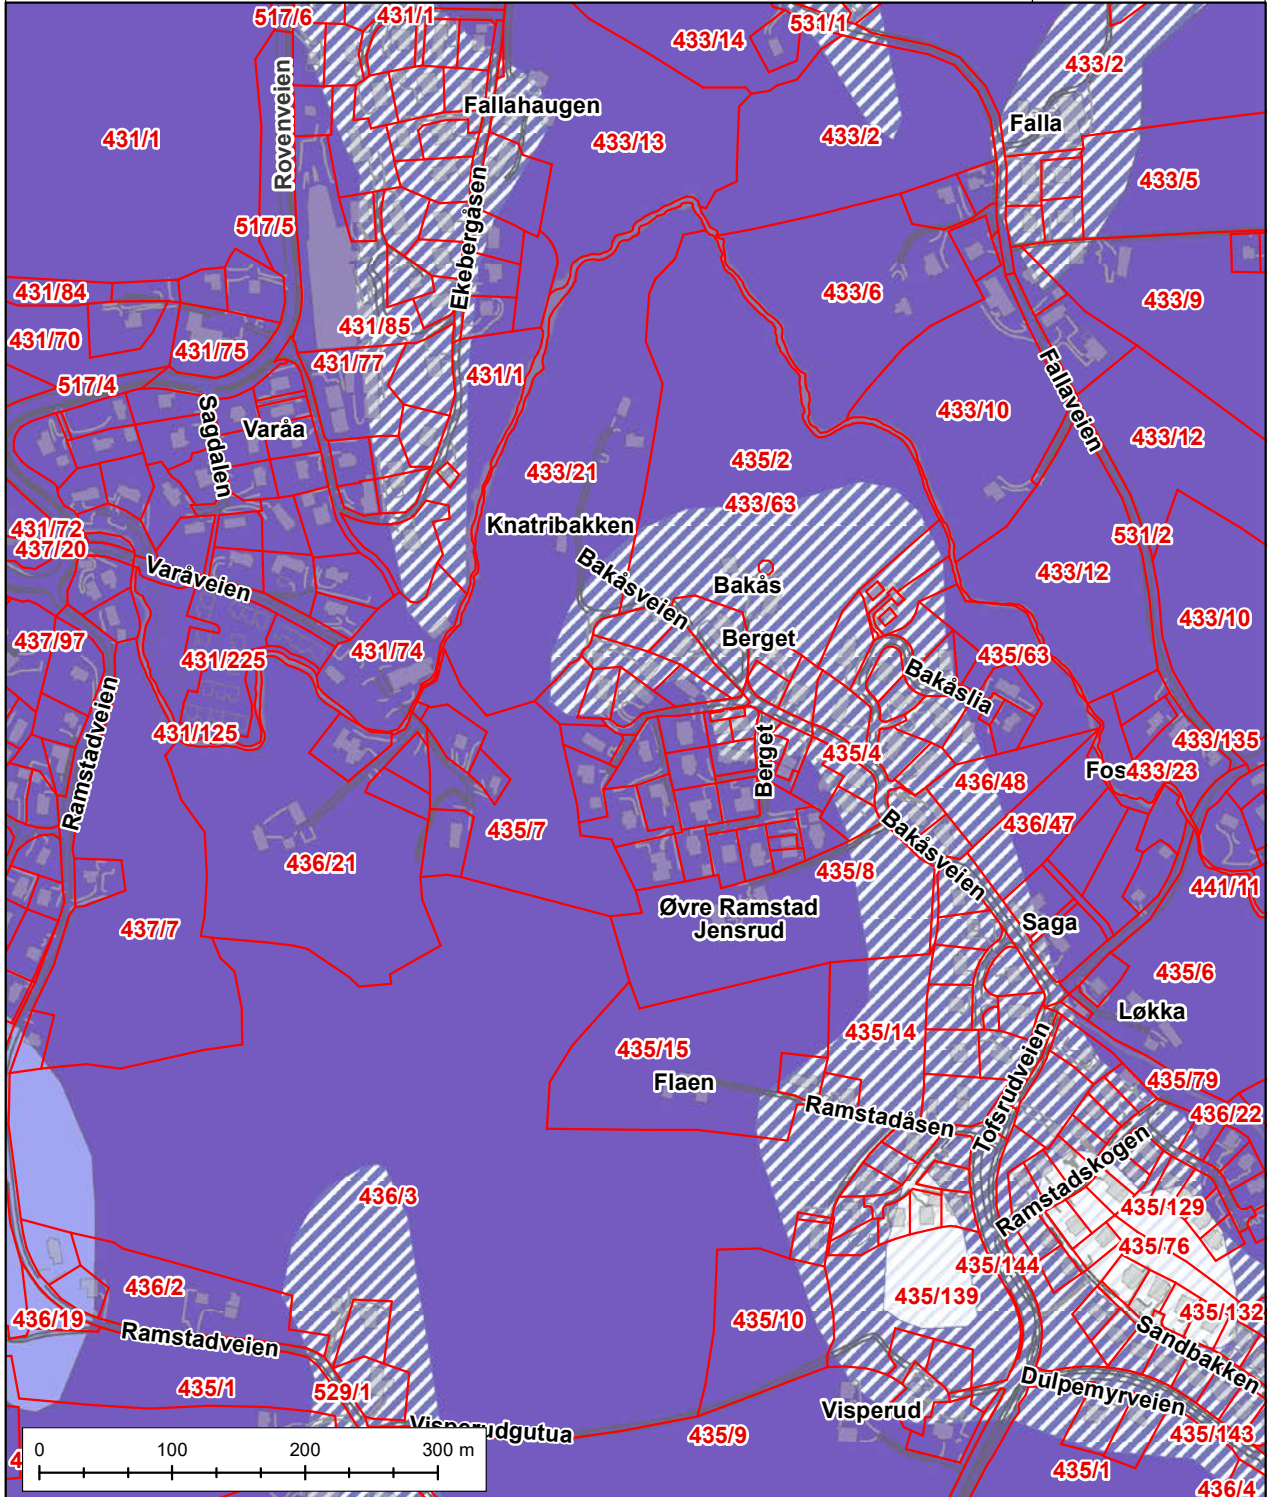 517/6
431/1
531/1
433/14
433/2
Rovenveien
Fallahaugen
Falla
431/1
433/13
433/2
433/5
Ekebergåsen
517/5
431/84
433/6
433/9
431/85
431/70
431/75
431/77
431/1
Fallaveien
517/4
433/10
Sagdalen
Varåa
433/12
435/2
433/21
433/63
431/72
Knatribakken
531/2
437/20
Varåveien
Bakåsveien
Bakås
433/12
433/10
437/97
Berget
431/74
435/63
431/225
Bakåslia
Ramstadveien
431/125
433/135
435/4
Berget
Fos
433/23
436/48
435/7
436/47
Bakåsveien
436/21
435/8
441/11
Øvre Ramstad
Jensrud
Saga
437/7
435/6
Løkka
435/14
435/15
Tofsrudveien
Flaen
435/79
Ramstadåsen
436/22
Ramstadskogen
436/3
435/129
435/76
435/144
436/2
435/139
435/132
436/19
435/10
Ramstadveien
Sandbakken
435/1
529/1
Dulpemyrveien
Visperud
Visperudgutua
435/9
435/143
435/1
436/4
4
0 100 200 300 m